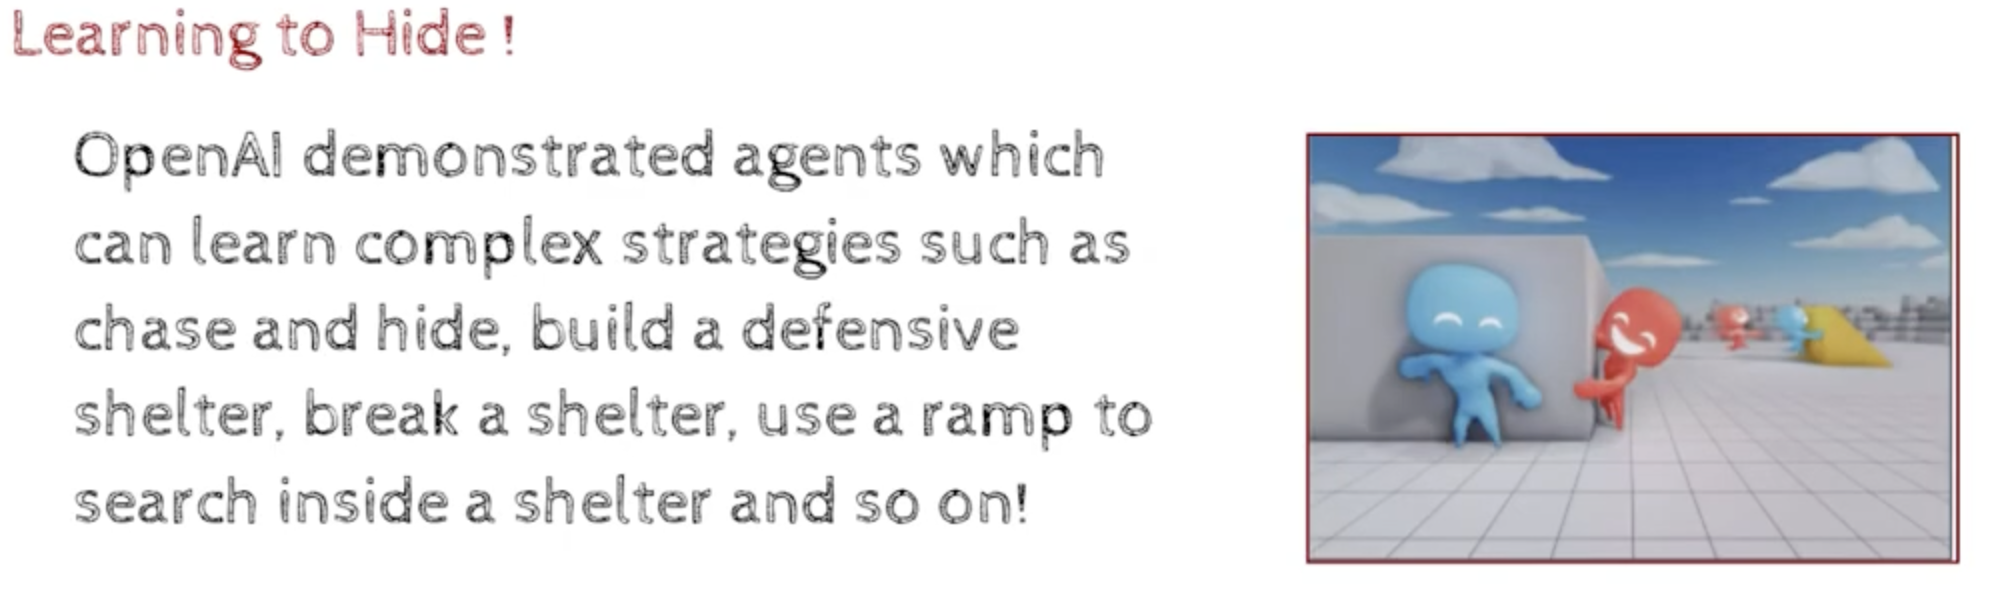 Learning to Hide !
OpenAI demonstrated agents which
can learn complex strategies such as
chase and hide, build a defensive
shelter, break a shelter, use a ramp to
search inside a shelter and so on!